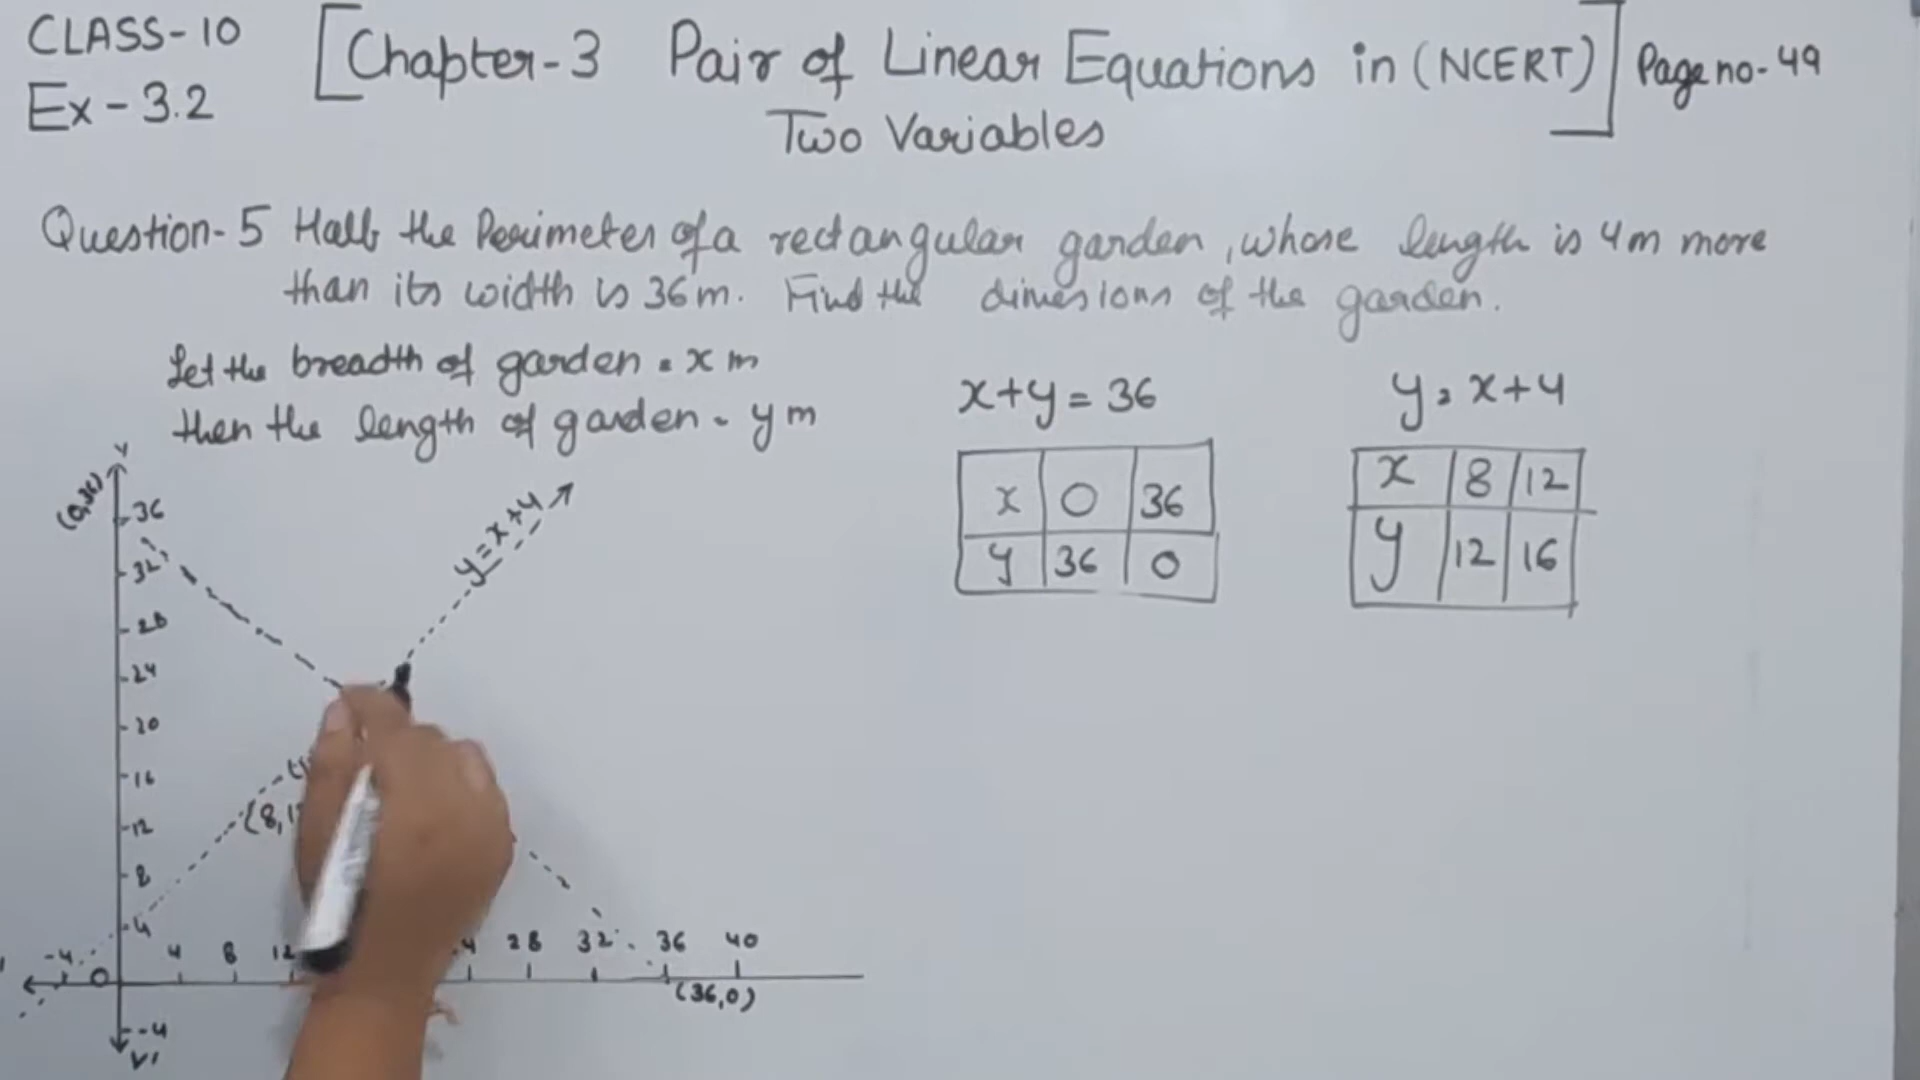 CLASS-10
Ex-3.2
[Chapter-3 Pair of Linear Equations in (NCERT)] Page no-49
Two Variables
Question-5 Half the Perimeter of a rectangular garden, whose length is 4m more
than its width is 36m. Find the dimesions of the garden.
Let the breadth of garden = x m
then the length of garden = y m
x+y = 36
x 0 36
y 36 0
y = x+4
x 8 12
y 12 16
Y
(0,36)
36
32
28
24
20
16
12
8
4
y = x+4
-4 O 4 8 12 28 32 36 40
(36,0)
-4
Y'